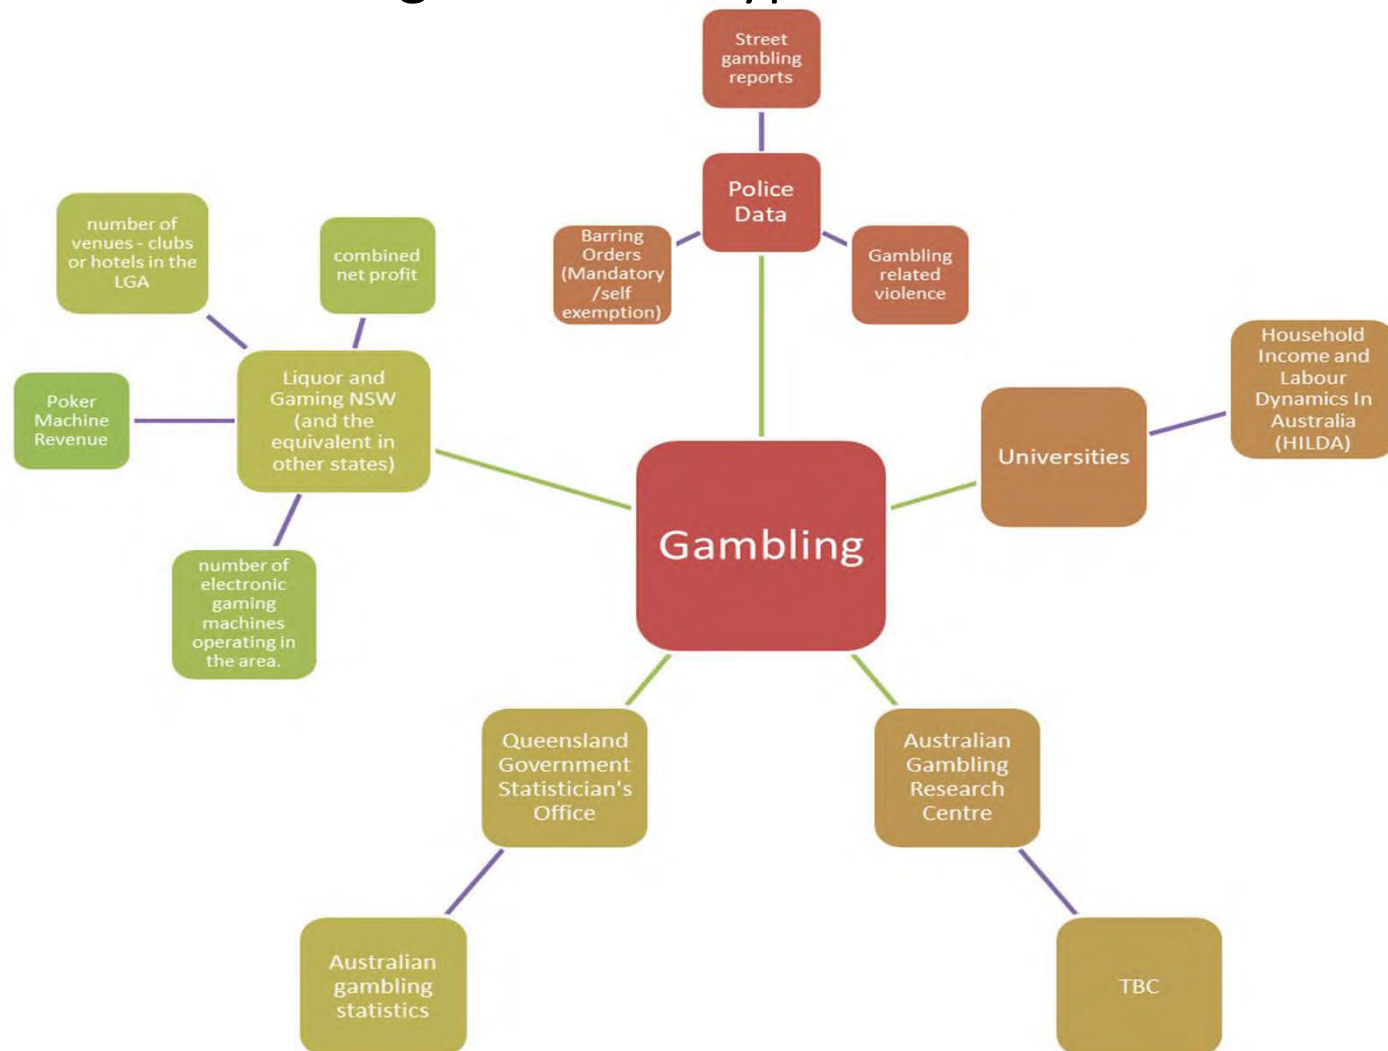 Street
gambling
reports
Police
Data
Barring
Orders
(Mandatory
/self
exemption)
Gambling
related
violence
number of
venues - clubs
or hotels in the
LGA
combined
net profit
Liquor and
Gaming NSW
(and the
equivalent in
other states)
Poker
Machine
Revenue
number of
electronic
gaming
machines
operating in
the area.
Household
Income and
Labour
Dynamics In
Australia
(HILDA)
Universities
Gambling
Queensland
Government
Statistician's
Office
Australian
Gambling
Research
Centre
Australian
gambling
statistics
TBC